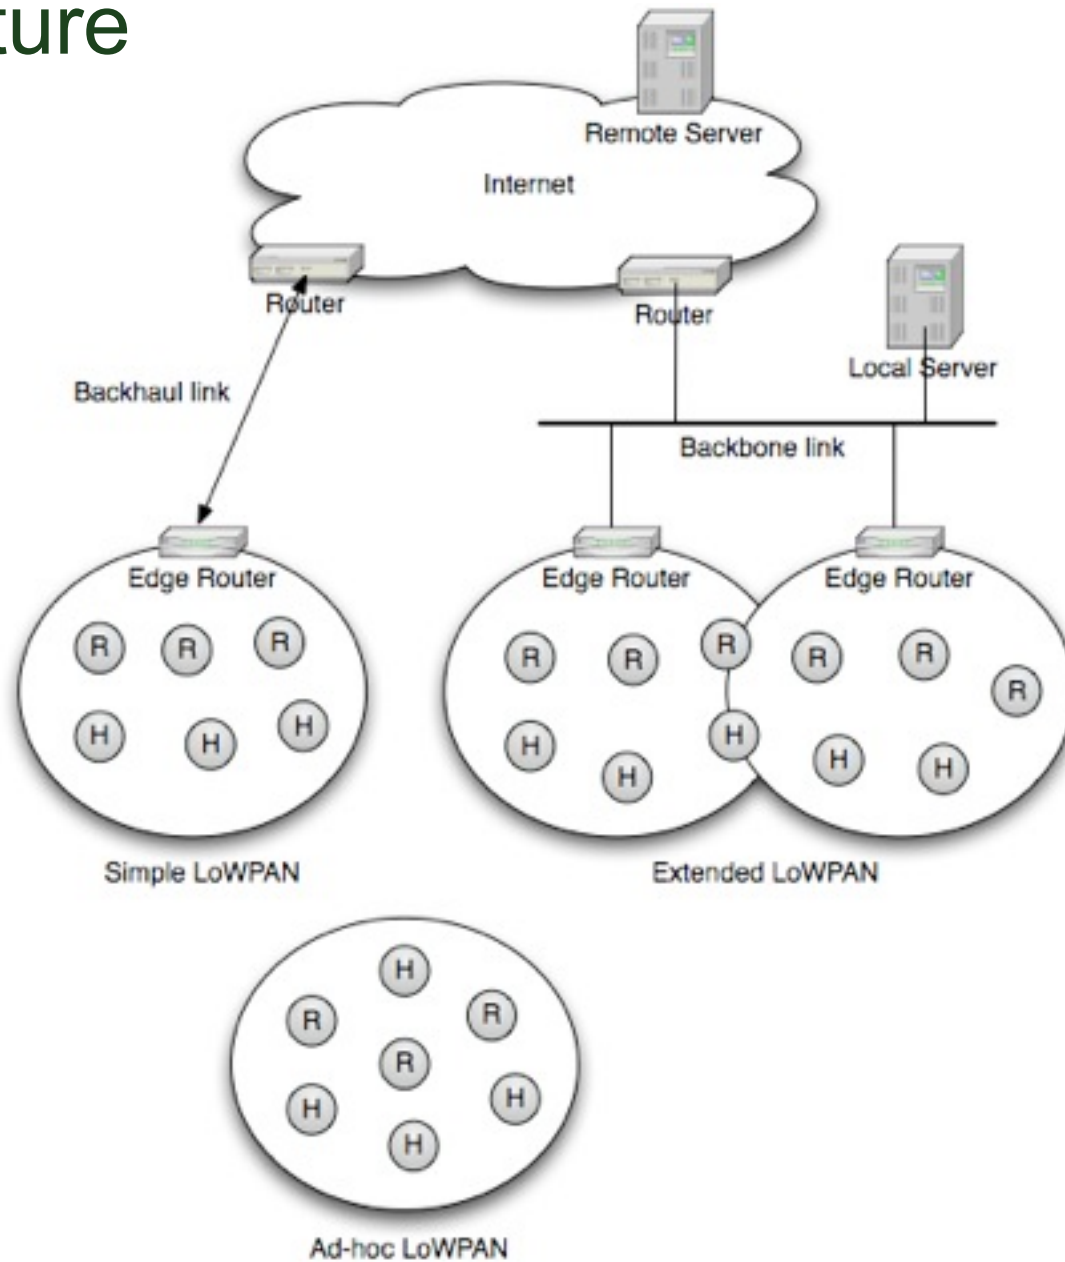 ture
Remote Server
Internet
Router
Router
Local Server
Backhaul link
Backbone link
Edge Router
Edge Router
Edge Router
R R R
H H H
R R R R R R
H H H H H
Simple LoWPAN
Extended LoWPAN
H
R R
R
H H
H
Ad-hoc LoWPAN